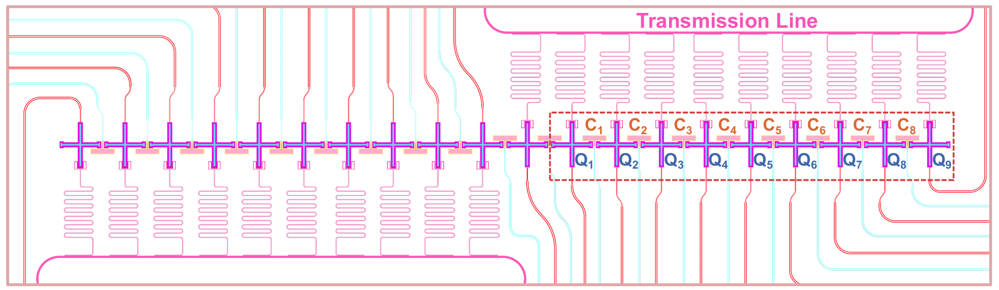 Transmission Line
C₁ C₂ C₃ C₄ C₅ C₆ C₇ C₈
Q₁ Q₂ Q₃ Q₄ Q₅ Q₆ Q₇ Q₈ Q₉